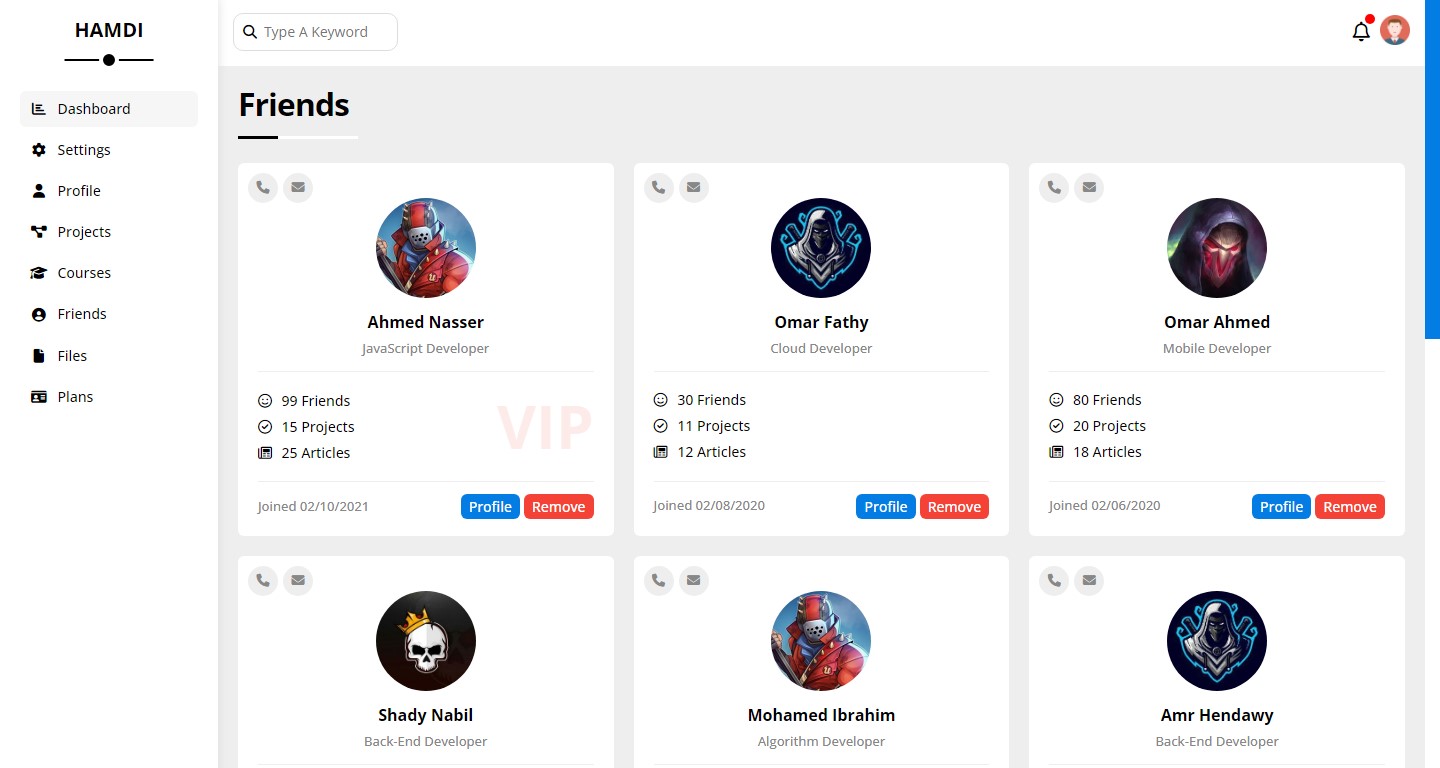 HAMDI
Type A Keyword
Dashboard
Settings
Profile
Projects
Courses
Friends
Files
Plans
Friends
Ahmed Nasser
JavaScript Developer
99 Friends
15 Projects
25 Articles
VIP
Joined 02/10/2021
Profile
Remove
Omar Fathy
Cloud Developer
30 Friends
11 Projects
12 Articles
Joined 02/08/2020
Profile
Remove
Omar Ahmed
Mobile Developer
80 Friends
20 Projects
18 Articles
Joined 02/06/2020
Profile
Remove
Shady Nabil
Back-End Developer
Mohamed Ibrahim
Algorithm Developer
Amr Hendawy
Back-End Developer